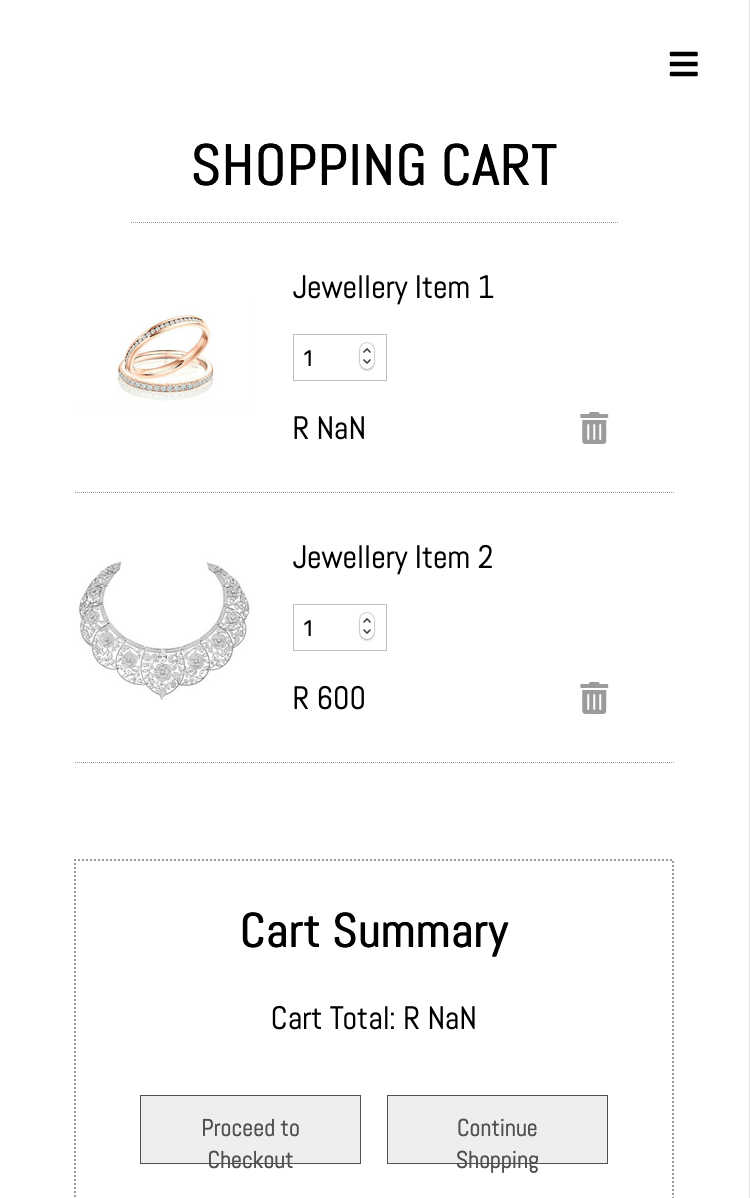 SHOPPING CART
Jewellery Item 1
1
R NaN
Jewellery Item 2
1
R 600
Cart Summary
Cart Total: R NaN
Proceed to
Checkout
Continue
Shopping